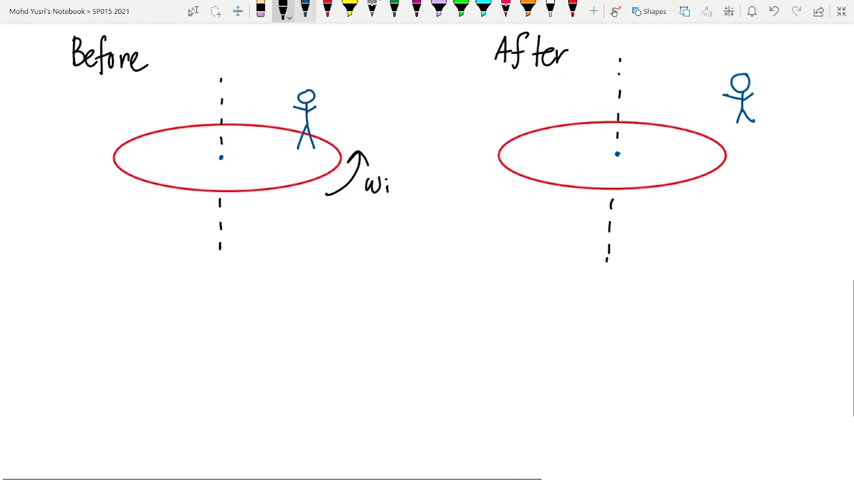 Mohd Yusri's Notebook » SP015 2021
Shapes
Before
After
ωi